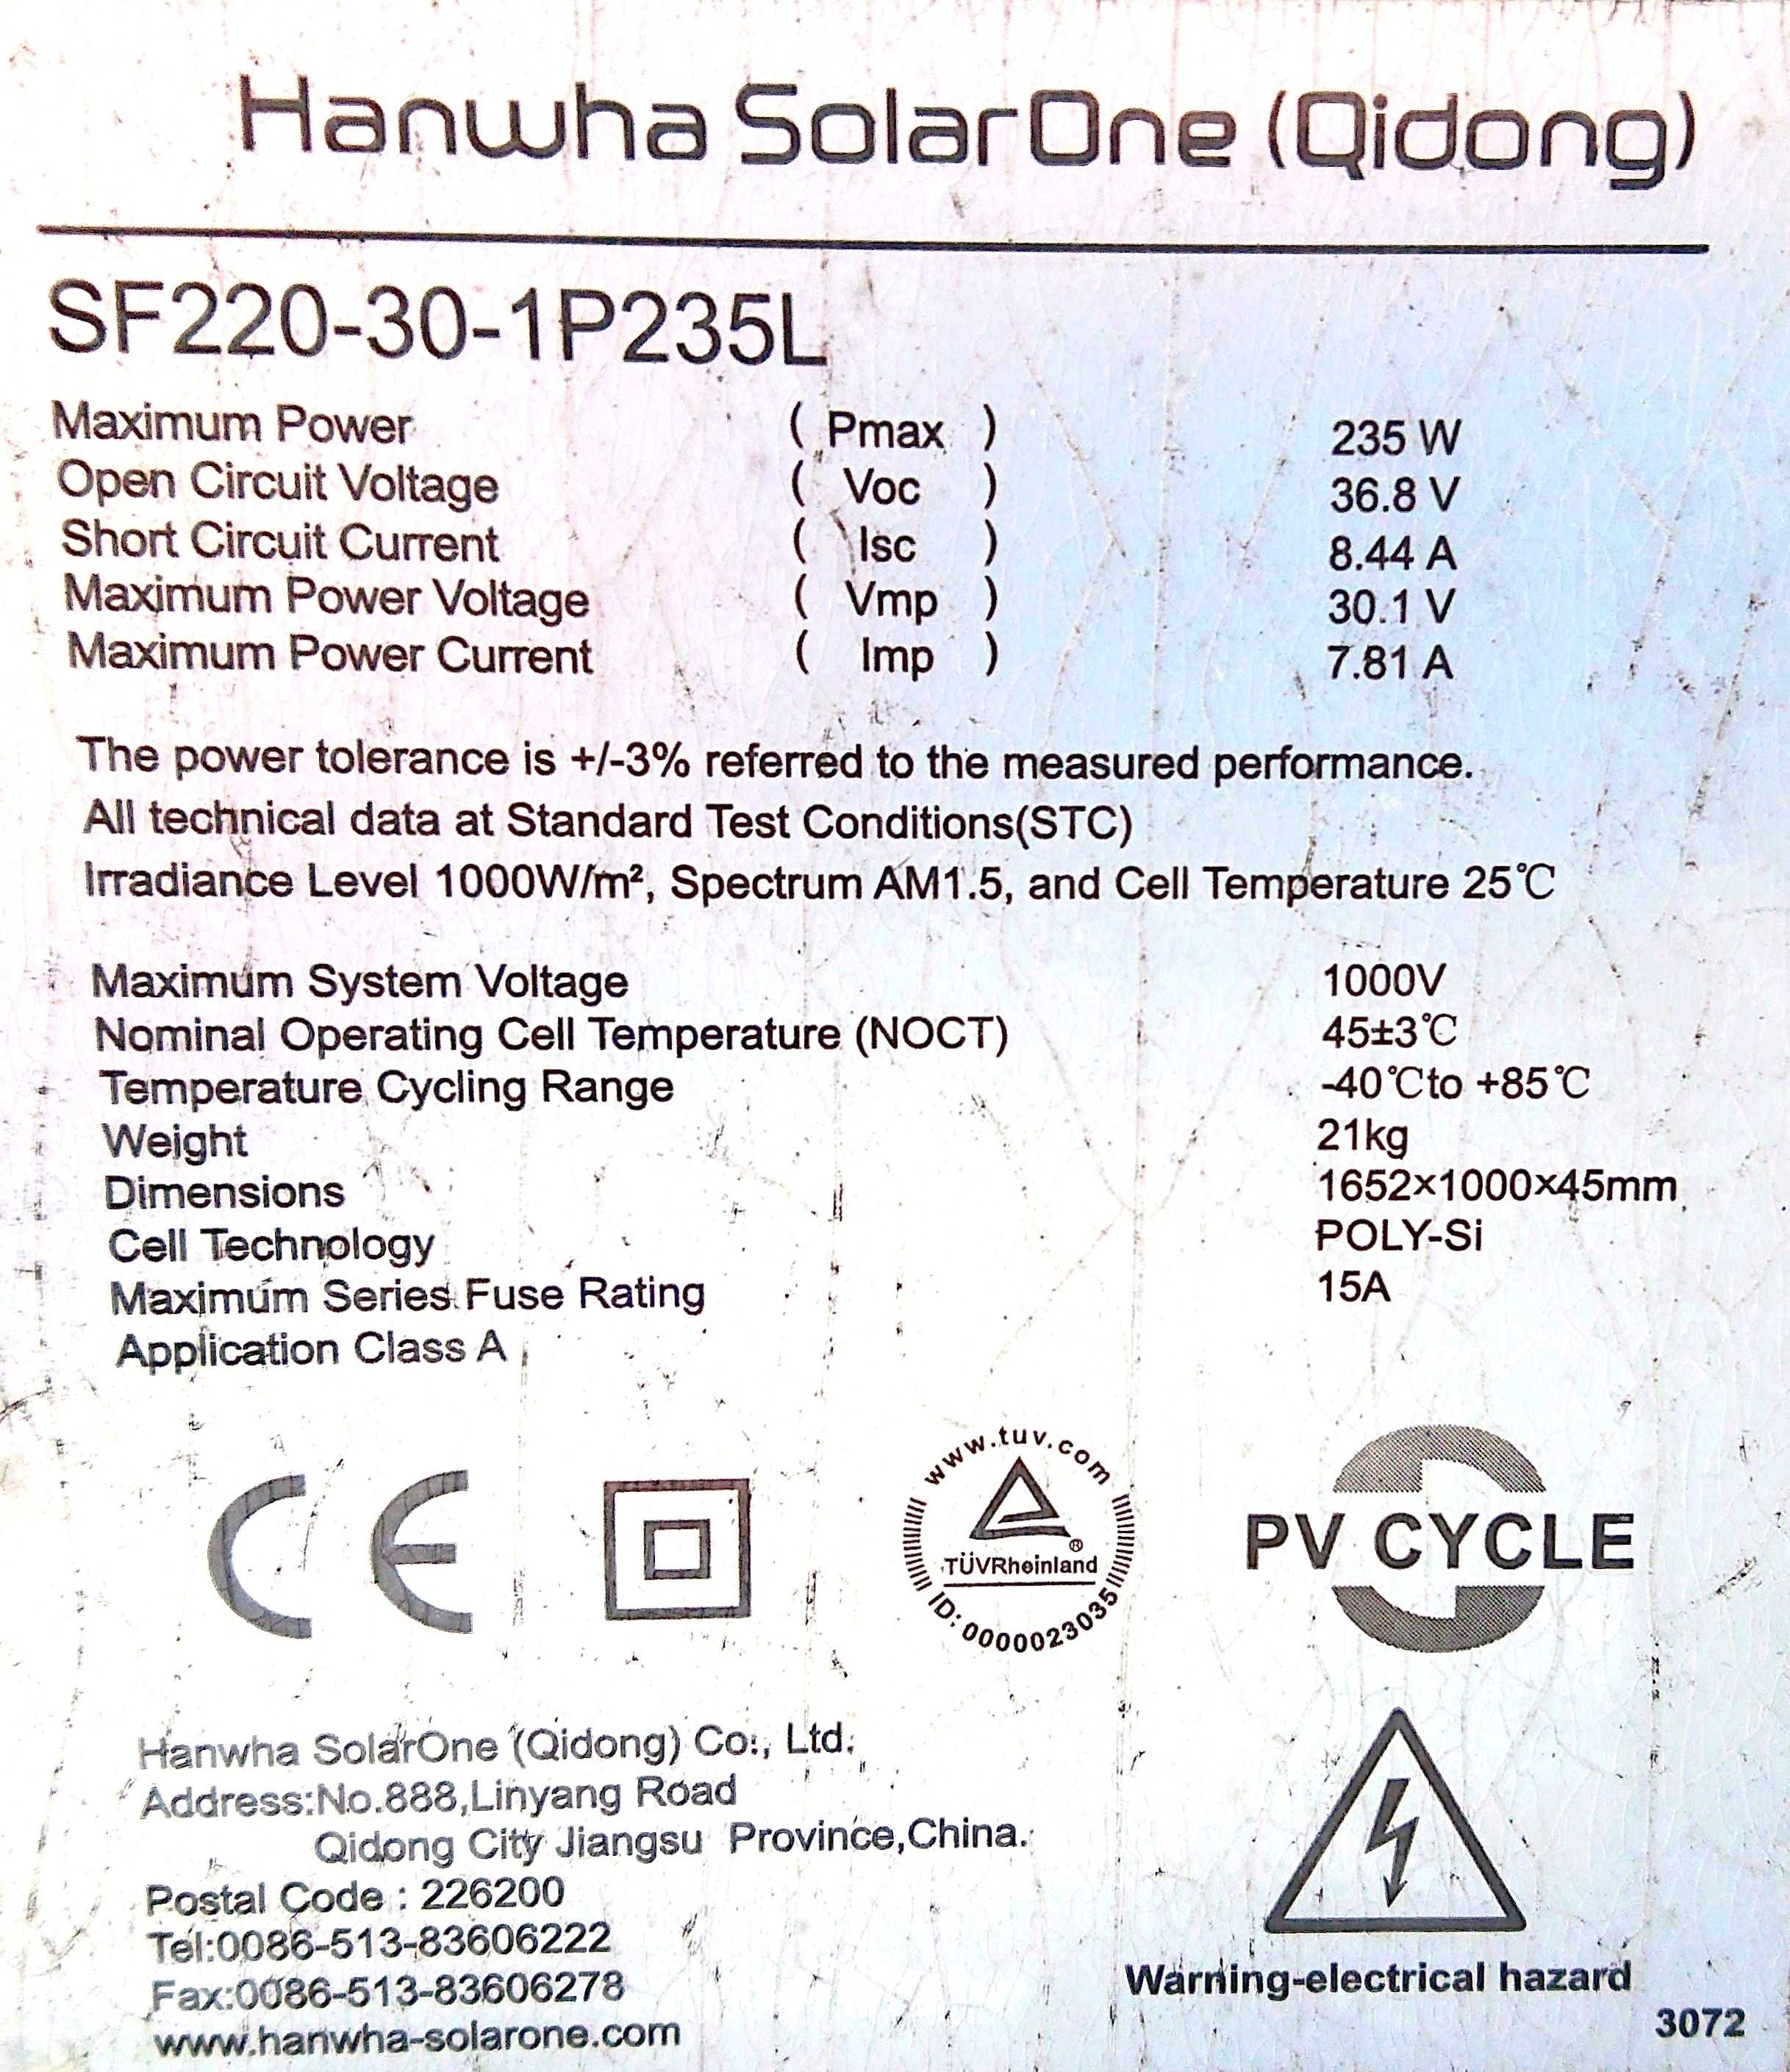 Hanwha SolarOne (Qidong)
SF220-30-1P235L
Maximum Power ( Pmax ) 235 W
Open Circuit Voltage ( Voc ) 36.8 V
Short Circuit Current ( Isc ) 8.44 A
Maximum Power Voltage ( Vmp ) 30.1 V
Maximum Power Current ( Imp ) 7.81 A
The power tolerance is +/-3% referred to the measured performance.
All technical data at Standard Test Conditions(STC)
Irradiance Level 1000W/m², Spectrum AM1.5, and Cell Temperature 25℃
Maximum System Voltage 1000V
Nominal Operating Cell Temperature (NOCT) 45±3℃
Temperature Cycling Range -40℃to +85℃
Weight 21kg
Dimensions 1652×1000×45mm
Cell Technology POLY-Si
Maximum Series Fuse Rating 15A
Application Class A
CE
www.tuv.com
TÜVRheinland®
ID: 0000023035
PV CYCLE
Hanwha SolarOne (Qidong) Co., Ltd.
Address:No.888,Linyang Road
Qidong City Jiangsu Province,China.
Postal Code : 226200
Tel:0086-513-83606222
Fax:0086-513-83606278
www.hanwha-solarone.com
Warning-electrical hazard
3072